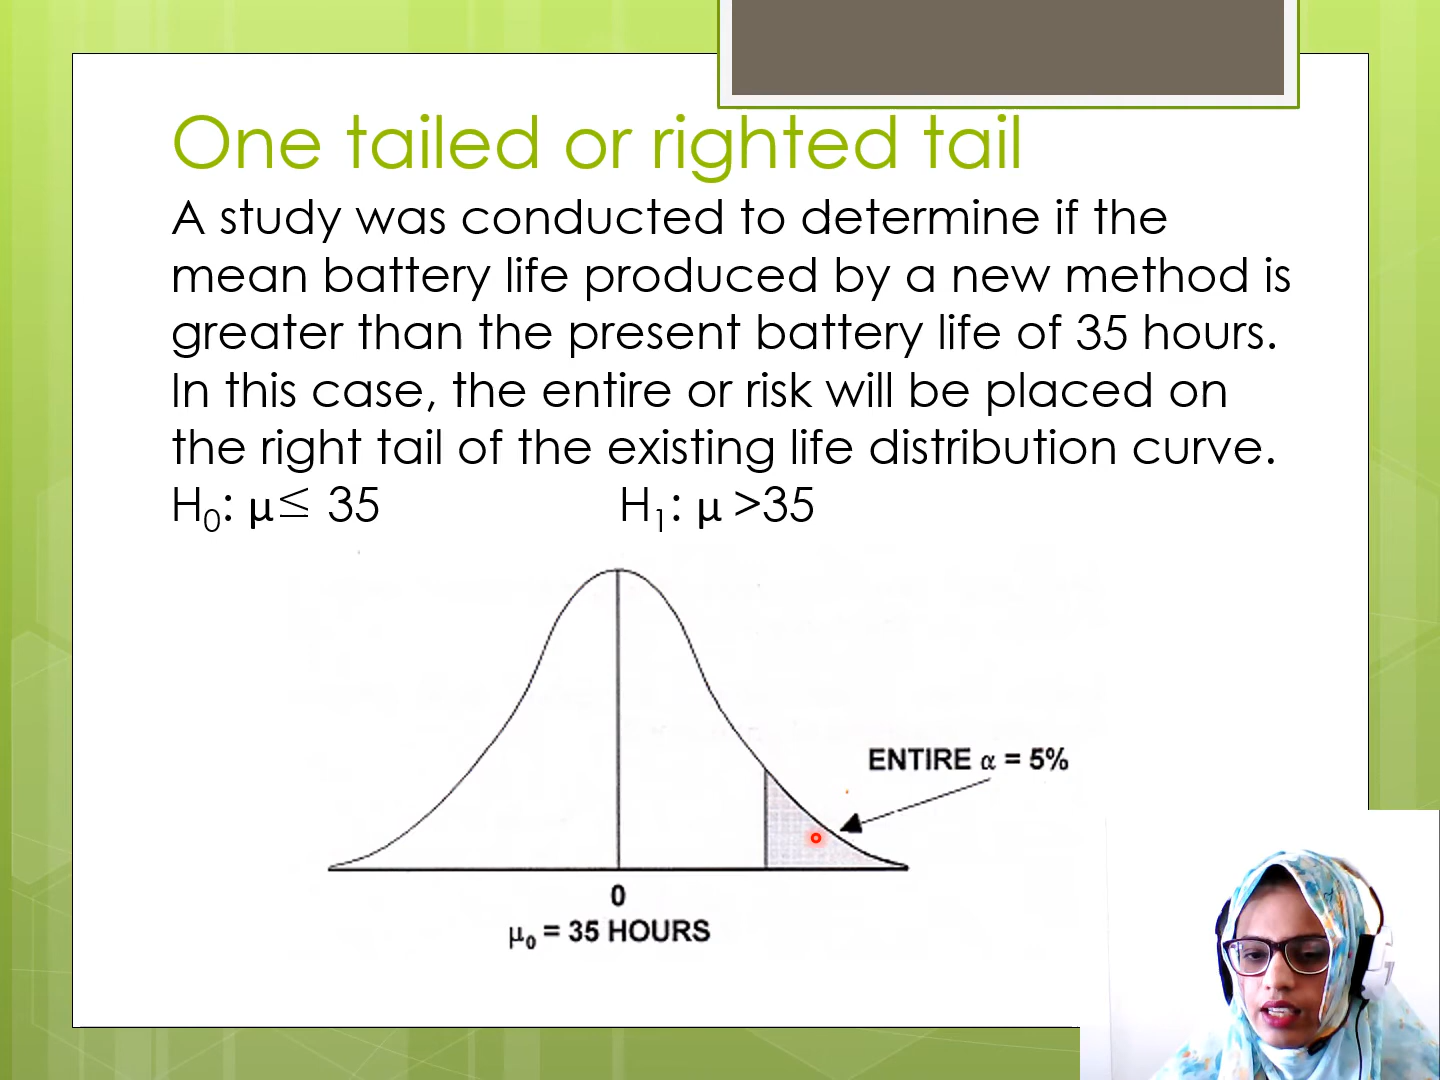 One tailed or righted tail
A study was conducted to determine if the
mean battery life produced by a new method is
greater than the present battery life of 35 hours.
In this case, the entire or risk will be placed on
the right tail of the existing life distribution curve.
H₀: μ≤ 35 H₁: μ >35
ENTIRE α = 5%
0
μ₀ = 35 HOURS